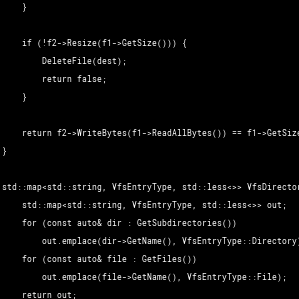 }
if (!f2->Resize(f1->GetSize())) {
DeleteFile(dest);
return false;
}
return f2->WriteBytes(f1->ReadAllBytes()) == f1->GetSize
}
std::map<std::string, VfsEntryType, std::less<>> VfsDirector
std::map<std::string, VfsEntryType, std::less<>> out;
for (const auto& dir : GetSubdirectories())
out.emplace(dir->GetName(), VfsEntryType::Directory)
for (const auto& file : GetFiles())
out.emplace(file->GetName(), VfsEntryType::File);
return out;